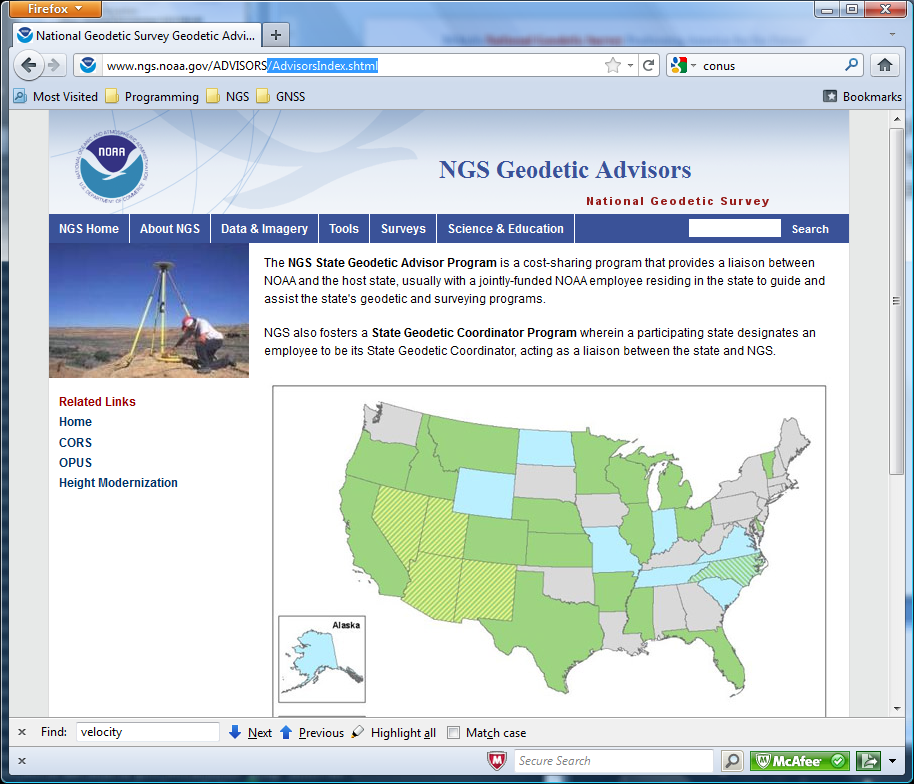 Firefox
National Geodetic Survey Geodetic Advi...
www.ngs.noaa.gov/ADVISORS/AdvisorsIndex.shtml
conus
Most Visited Programming NGS GNSS Bookmarks
NOAA
NGS Geodetic Advisors
National Geodetic Survey
NGS Home About NGS Data & Imagery Tools Surveys Science & Education Search
The NGS State Geodetic Advisor Program is a cost-sharing program that provides a liaison between
NOAA and the host state, usually with a jointly-funded NOAA employee residing in the state to guide and
assist the state's geodetic and surveying programs.
NGS also fosters a State Geodetic Coordinator Program wherein a participating state designates an
employee to be its State Geodetic Coordinator, acting as a liaison between the state and NGS.
Related Links
Home
CORS
OPUS
Height Modernization
Alaska
Find: velocity Next Previous Highlight all Match case
Secure Search McAfee